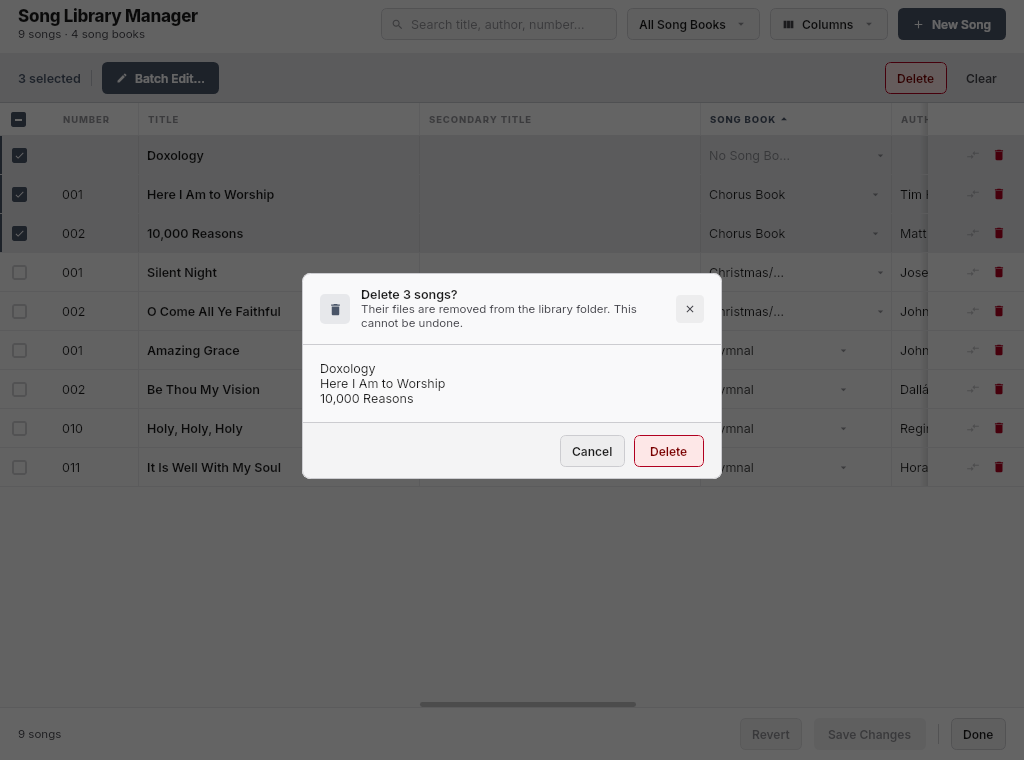 Song Library Manager
9 songs · 4 song books
Search title, author, number...
All Song Books
Columns
New Song
3 selected
Batch Edit...
Delete
Clear
NUMBER TITLE SECONDARY TITLE SONG BOOK AUTH
Doxology No Song Bo...
001 Here I Am to Worship Chorus Book Tim
002 10,000 Reasons Chorus Book Matt
001 Silent Night Christmas/... Jose
002 O Come All Ye Faithful hristmas/... John
001 Amazing Grace ymnal John
002 Be Thou My Vision ymnal Dallá
010 Holy, Holy, Holy ymnal Regi
011 It Is Well With My Soul ymnal Hora
Delete 3 songs?
Their files are removed from the library folder. This
cannot be undone.
Doxology
Here I Am to Worship
10,000 Reasons
Cancel
Delete
9 songs
Revert
Save Changes
Done